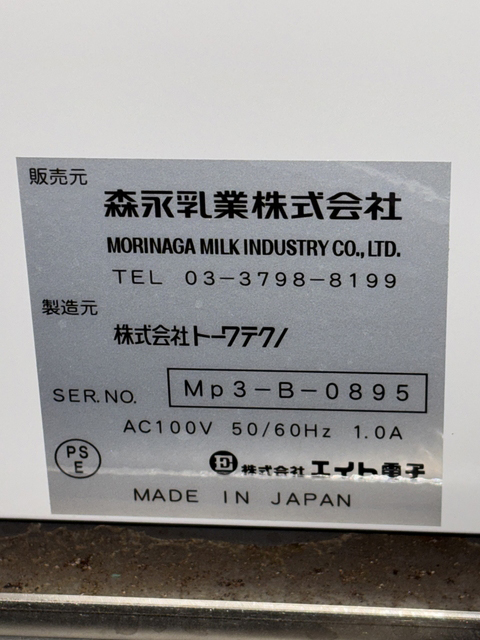 販売元
森永乳業株式会社
MORINAGA MILK INDUSTRY CO., LTD.
TEL 03-3798-8199
製造元
株式会社トーワテクノ
SER. NO. Mp3-B-0895
AC100V 50/60Hz 1.0A
PS
E
E 株式会社 エイト電子
MADE IN JAPAN